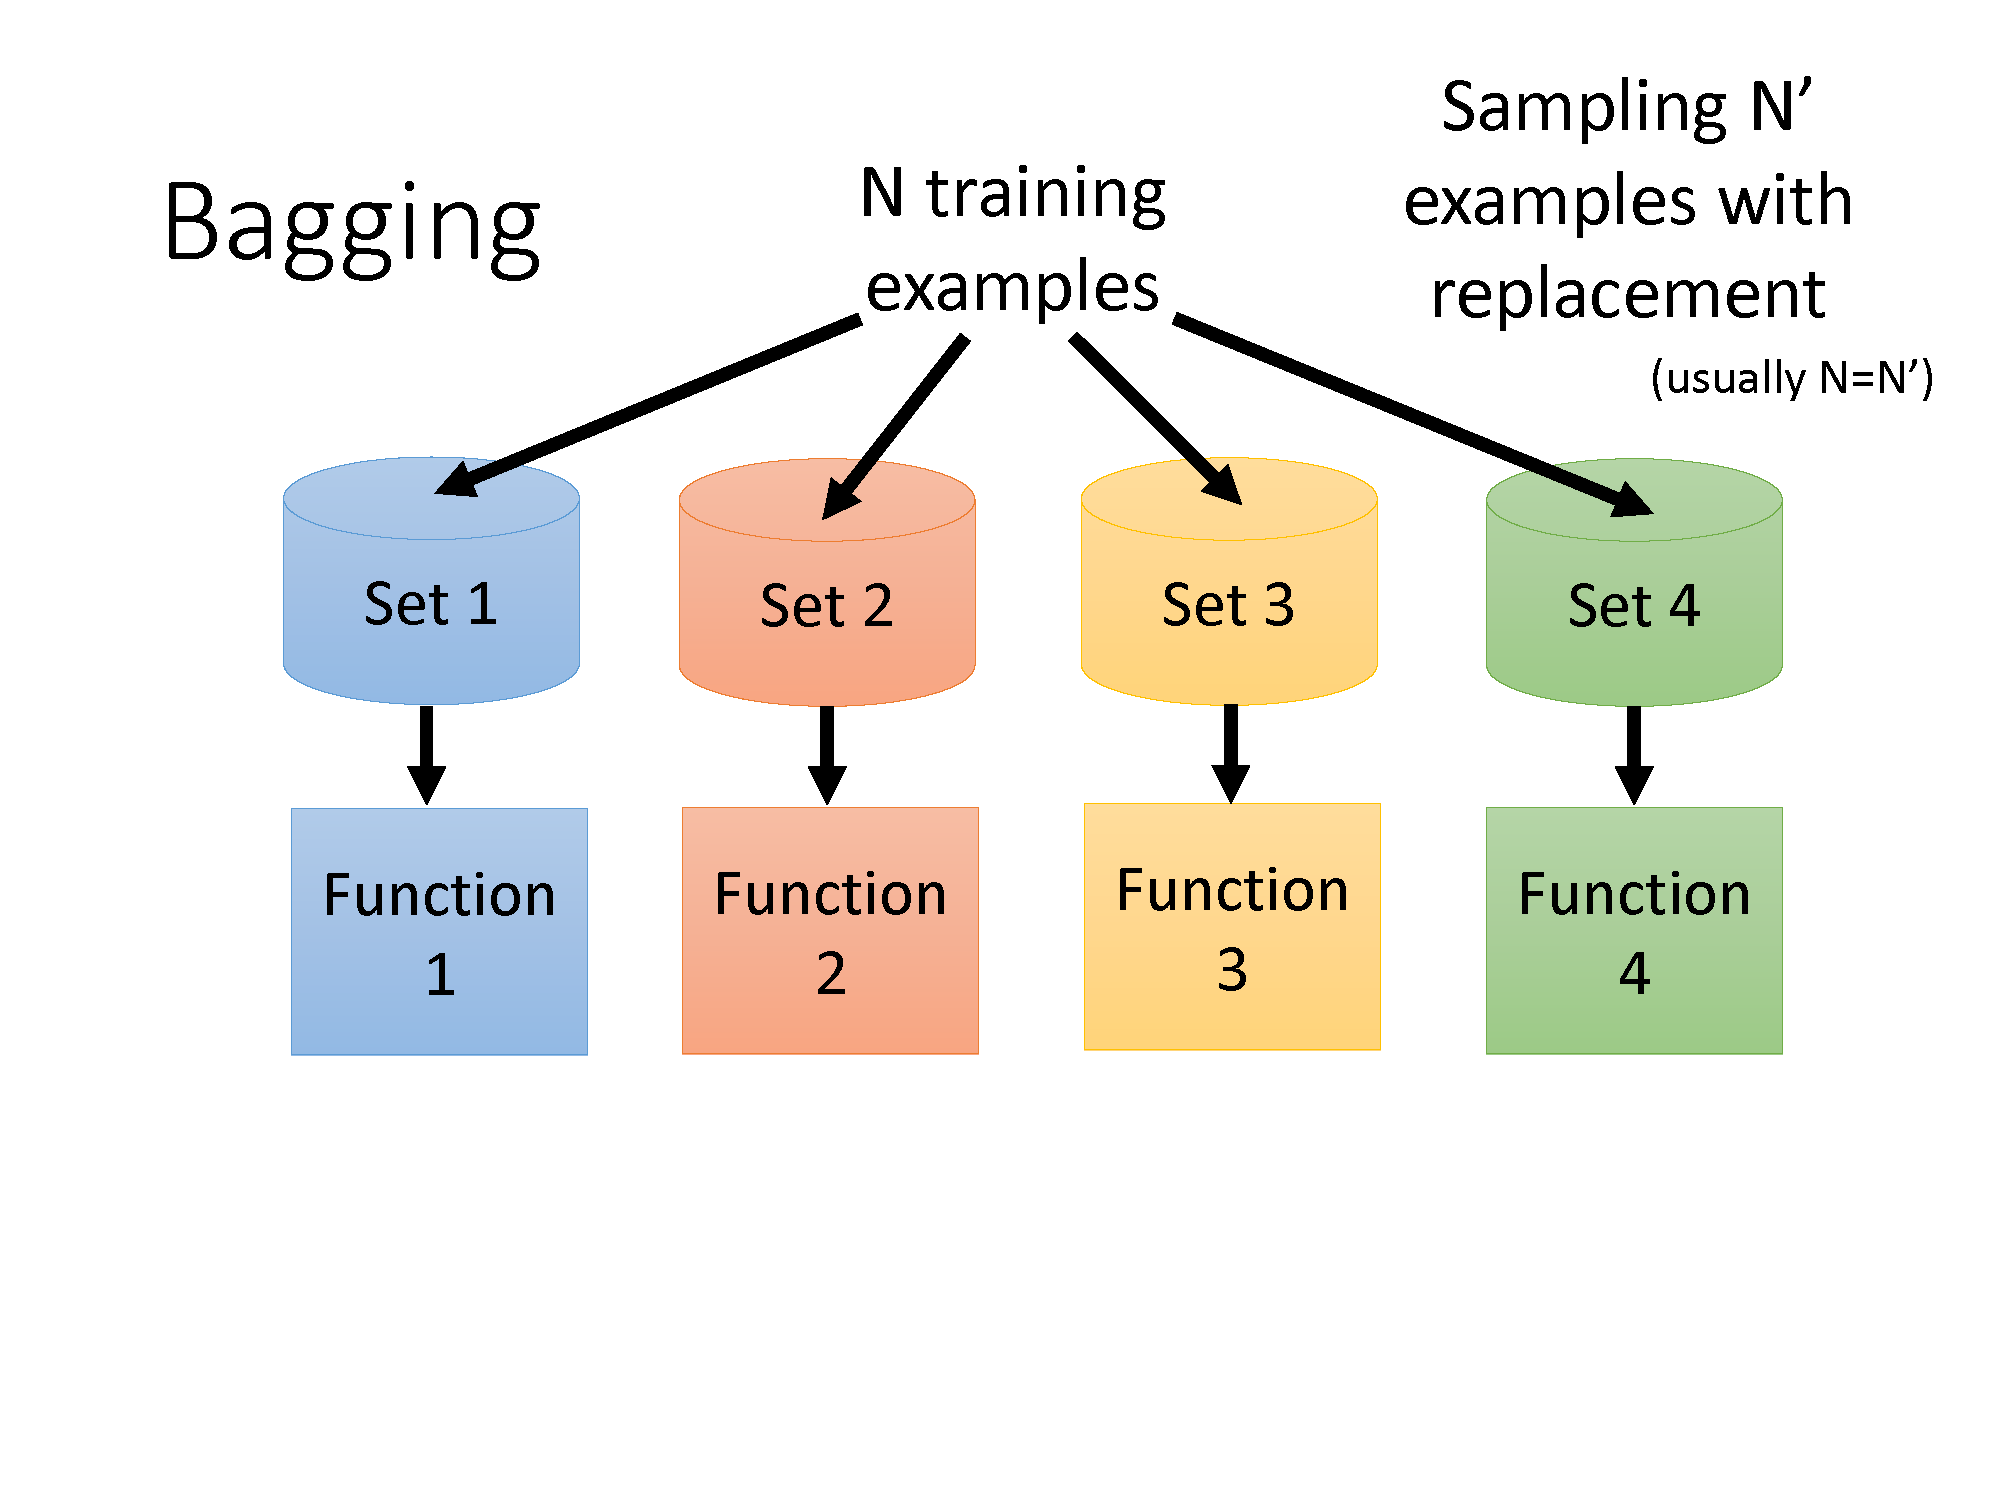 Bagging
N training
examples
Sampling N’
examples with
replacement
(usually N=N’)
Set 1
Set 2
Set 3
Set 4
Function
1
Function
2
Function
3
Function
4